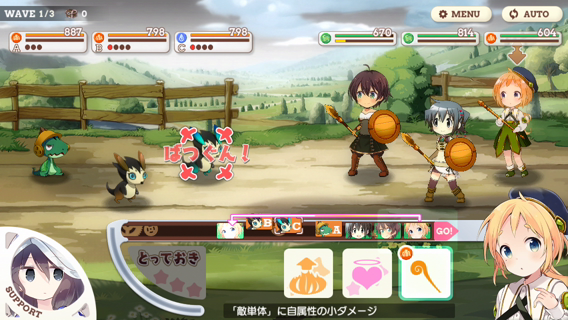 WAVE 1/3 0
MENU
AUTO
887
798
798
670
814
604
A
B
C
ばつぐん!
B
C
A
GO!
とっておき
SUPPORT
「敵単体」に自属性の小ダメージ